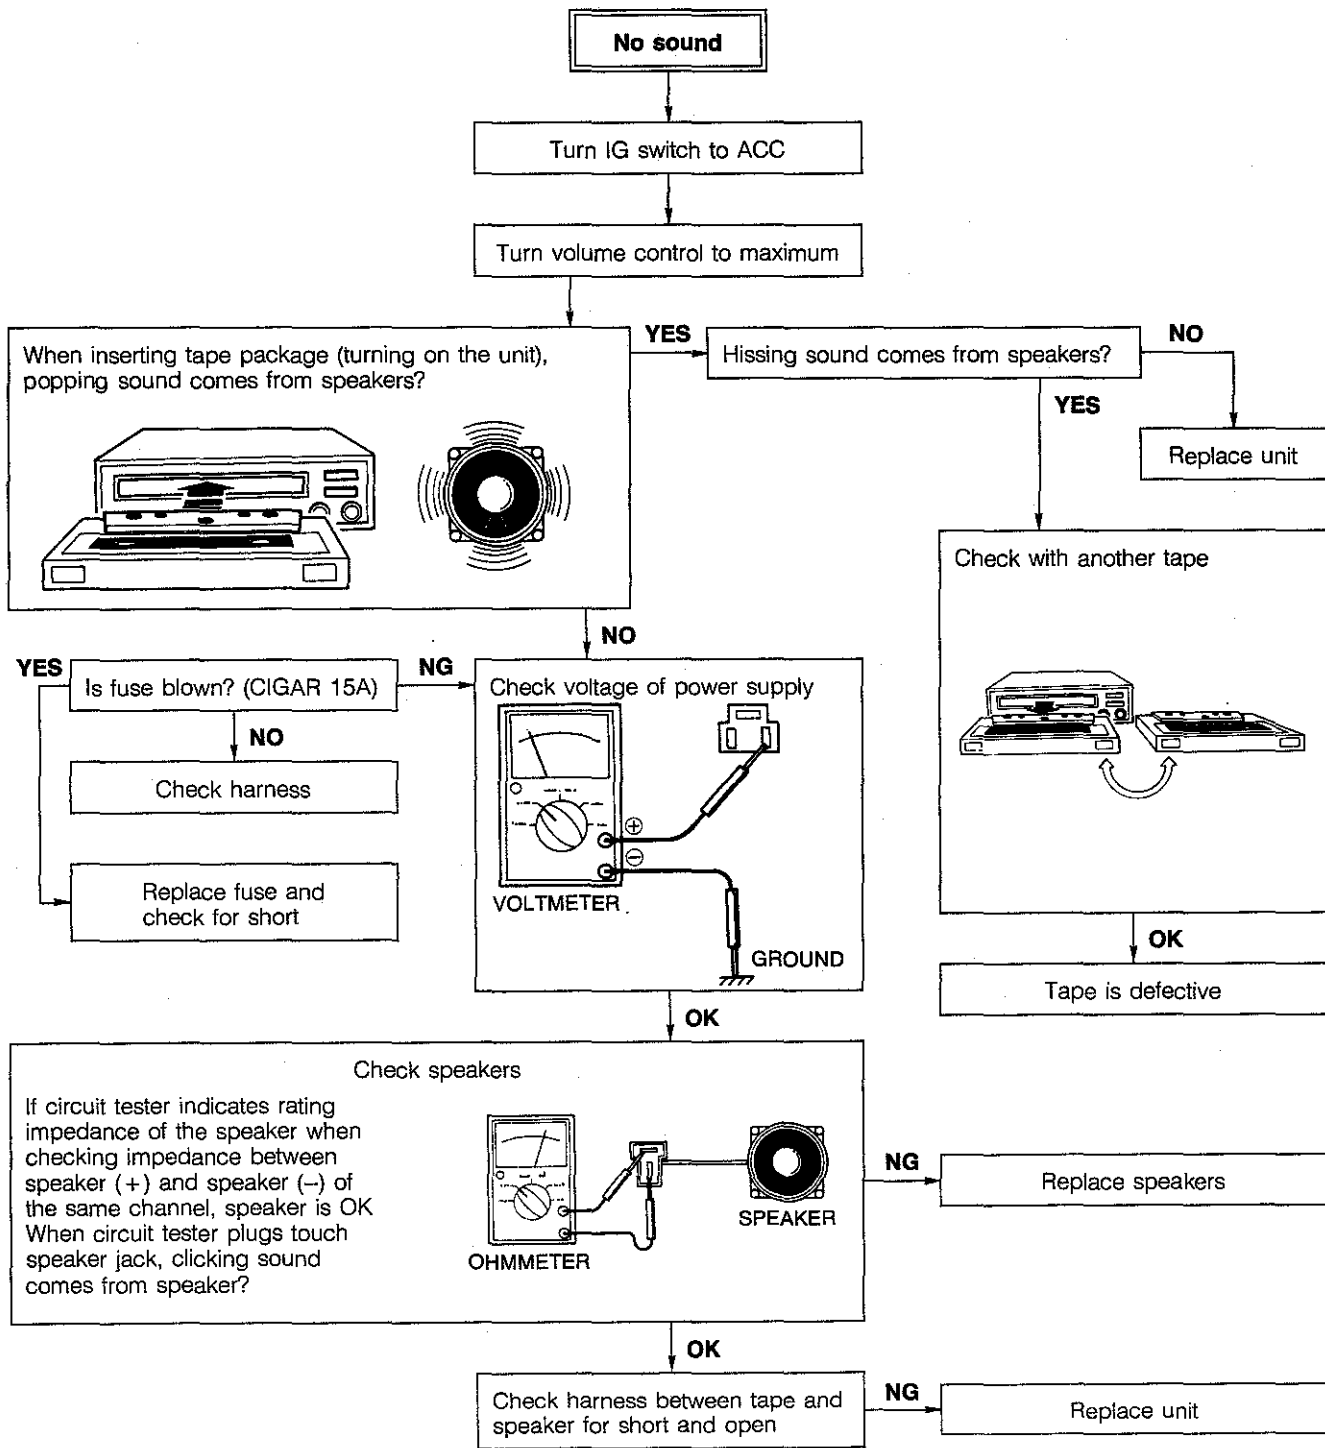 No sound
Turn IG switch to ACC
Turn volume control to maximum
When inserting tape package (turning on the unit),
popping sound comes from speakers?
YES
Hissing sound comes from speakers?
NO
Replace unit
YES
Check with another tape
OK
Tape is defective
NO
Check voltage of power supply
⊕
⊖
VOLTMETER
GROUND
NG
Is fuse blown? (CIGAR 15A)
YES
NO
Check harness
Replace fuse and
check for short
OK
Check speakers
If circuit tester indicates rating
impedance of the speaker when
checking impedance between
speaker (+) and speaker (−) of
the same channel, speaker is OK
When circuit tester plugs touch
speaker jack, clicking sound
comes from speaker?
OHMMETER
SPEAKER
NG
Replace speakers
OK
Check harness between tape and
speaker for short and open
NG
Replace unit